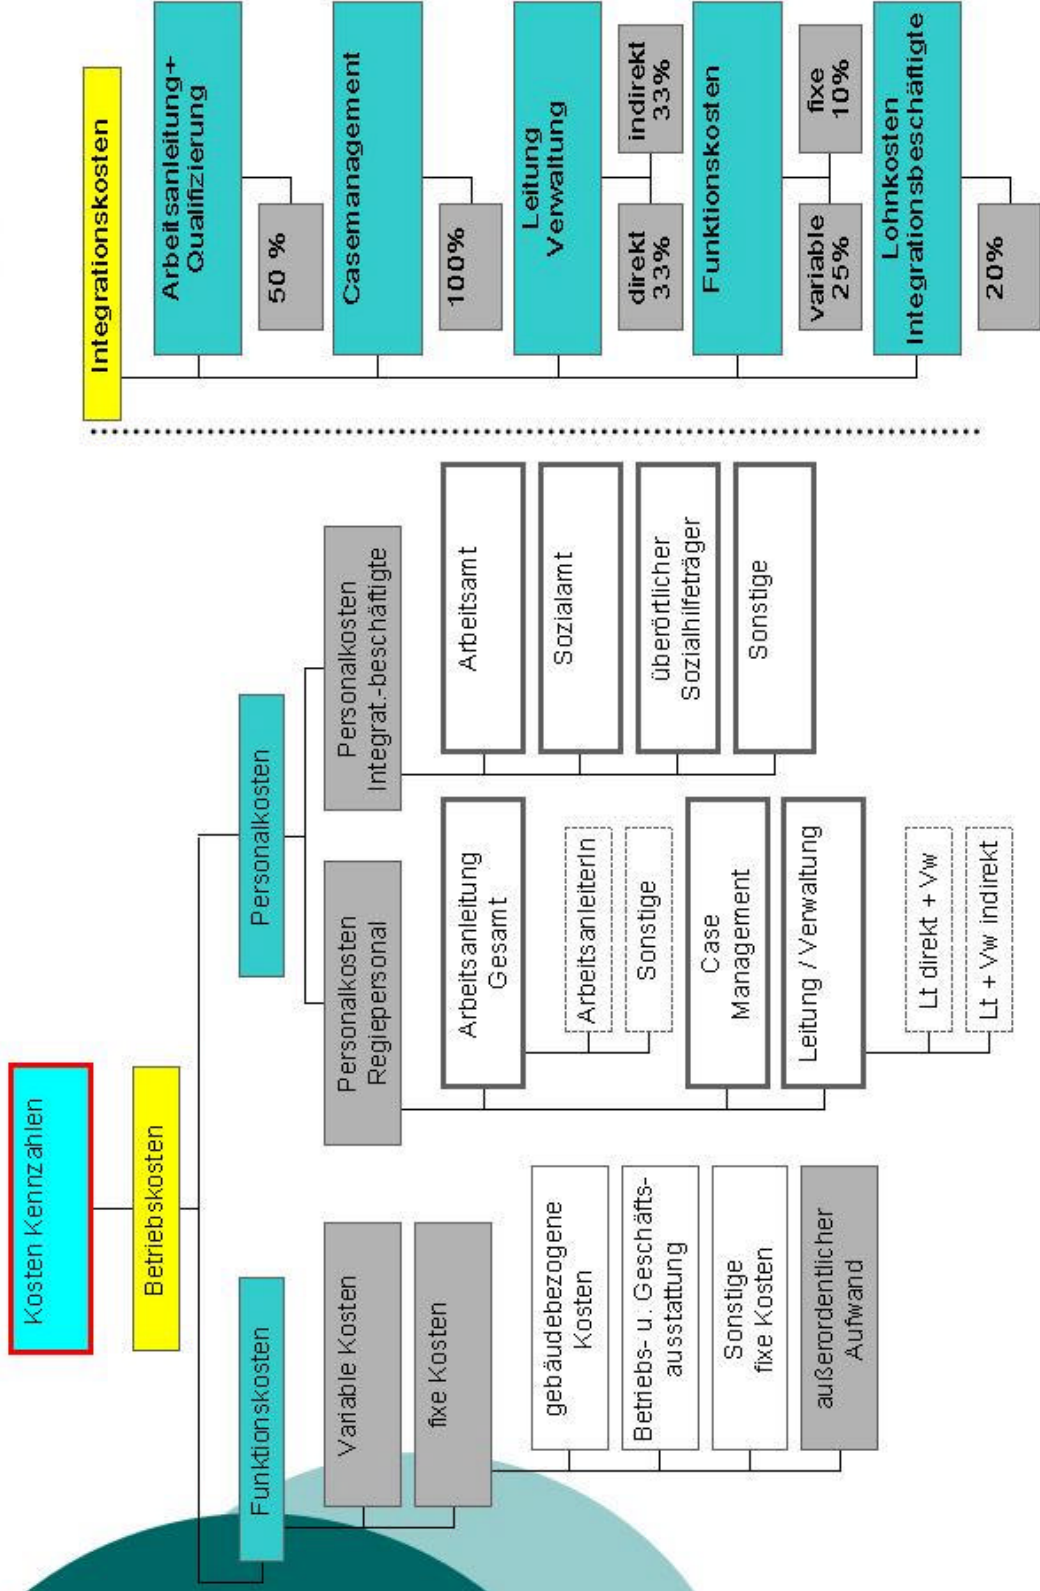 Kosten Kennzahlen
Betriebskosten
Funktionskosten
Variable Kosten
fixe Kosten
gebäudebezogene
Kosten
Betriebs- u. Geschäfts-
ausstattung
Sonstige
fixe Kosten
außerordentlicher
Aufwand
Personalkosten
Personalkosten
Regiepersonal
Arbeitsanleitung
Gesamt
ArbeitsanleiterIn
Sonstige
Case
Management
Leitung / Verwaltung
Lt direkt + Vw
Lt + Vw indirekt
Personalkosten
Integrat.-beschäftigte
Arbeitsamt
Sozialamt
überörtlicher
Sozialhilfeträger
Sonstige
Integrationskosten
Arbeitsanleitung+
Qualifizierung
50 %
Casemanagement
100%
Leitung
Verwaltung
direkt
33%
indirekt
33%
Funktionskosten
variable
25%
fixe
10%
Lohnkosten
Integrationsbeschäftigte
20%